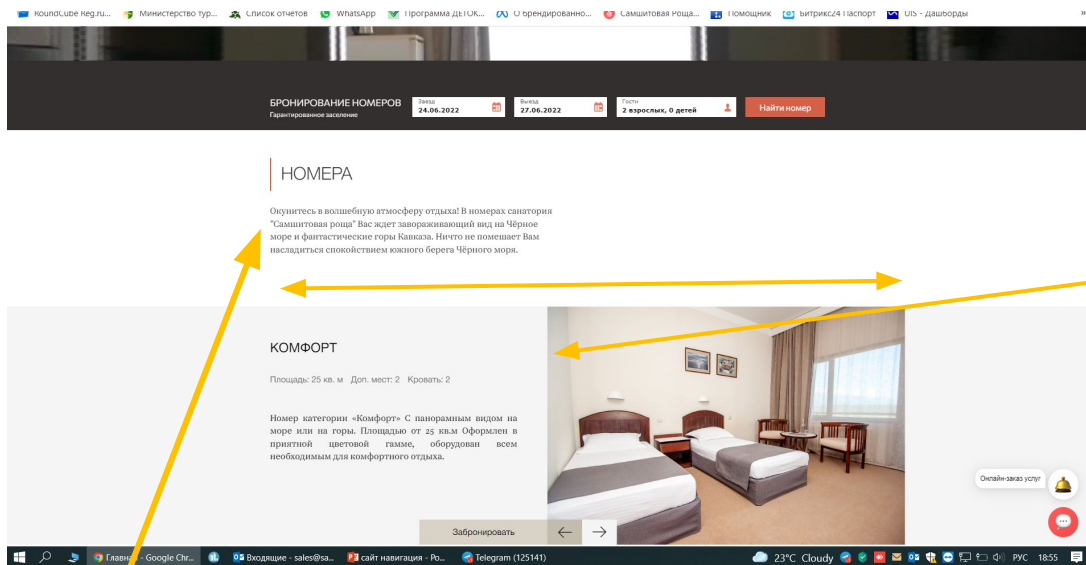 RoundCube Reg.ru... Министерство тур... Список отчетов WhatsApp Программа ДЕТОК... О брендированно... Самшитовая Роща... Помощник Битрикс24 Паспорт UIS - Дашборды »
БРОНИРОВАНИЕ НОМЕРОВ
Гарантированное заселение
Заезд
24.06.2022
Выезд
27.06.2022
Гости
2 взрослых, 0 детей
Найти номер
НОМЕРА
Окунитесь в волшебную атмосферу отдыха! В номерах санатория
"Самшитовая роща" Вас ждет завораживающий вид на Чёрное
море и фантастические горы Кавказа. Ничто не помешает Вам
насладиться спокойствием южного берега Чёрного моря.
КОМФОРТ
Площадь: 25 кв. м Доп. мест: 2 Кровать: 2
Номер категории «Комфорт» С панорамным видом на
море или на горы. Площадью от 25 кв.м Оформлен в
приятной цветовой гамме, оборудован всем
необходимым для комфортного отдыха.
Забронировать ← →
Онлайн-заказ услуг
Главная - Google Chr... Входящие - sales@sa... сайт навигация - Po... Telegram (125141) 23°C Cloudy РУС 18:55